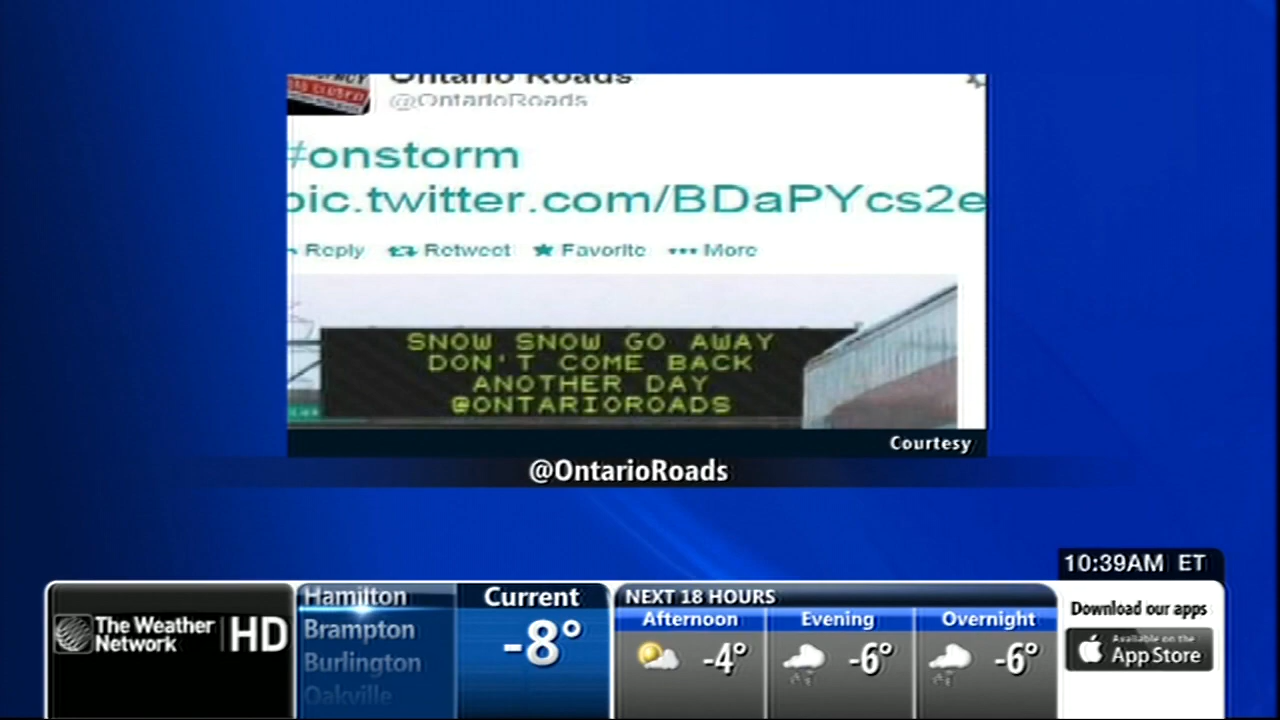 Ontario Roads
@OntarioRoads
#onstorm
pic.twitter.com/BDaPYcs2e
Reply Retweet Favorite More
SNOW SNOW GO AWAY
DON'T COME BACK
ANOTHER DAY
@ONTARIOROADS
Courtesy
@OntarioRoads
10:39AM ET
The Weather Network HD
Hamilton
Brampton
Burlington
Oakville
Current
-8°
NEXT 18 HOURS
Afternoon Evening Overnight
-4° -6° -6°
Download our apps
Available on the
App Store